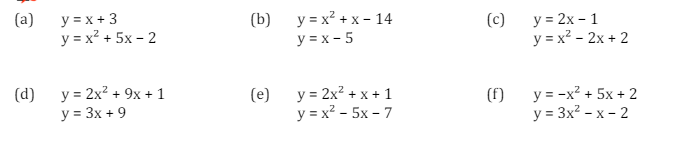 (a) y = x + 3 (b) y = x² + x − 14 (c) y = 2x − 1
y = x² + 5x − 2 y = x − 5 y = x² − 2x + 2
(d) y = 2x² + 9x + 1 (e) y = 2x² + x + 1 (f) y = −x² + 5x + 2
y = 3x + 9 y = x² − 5x − 7 y = 3x² − x − 2